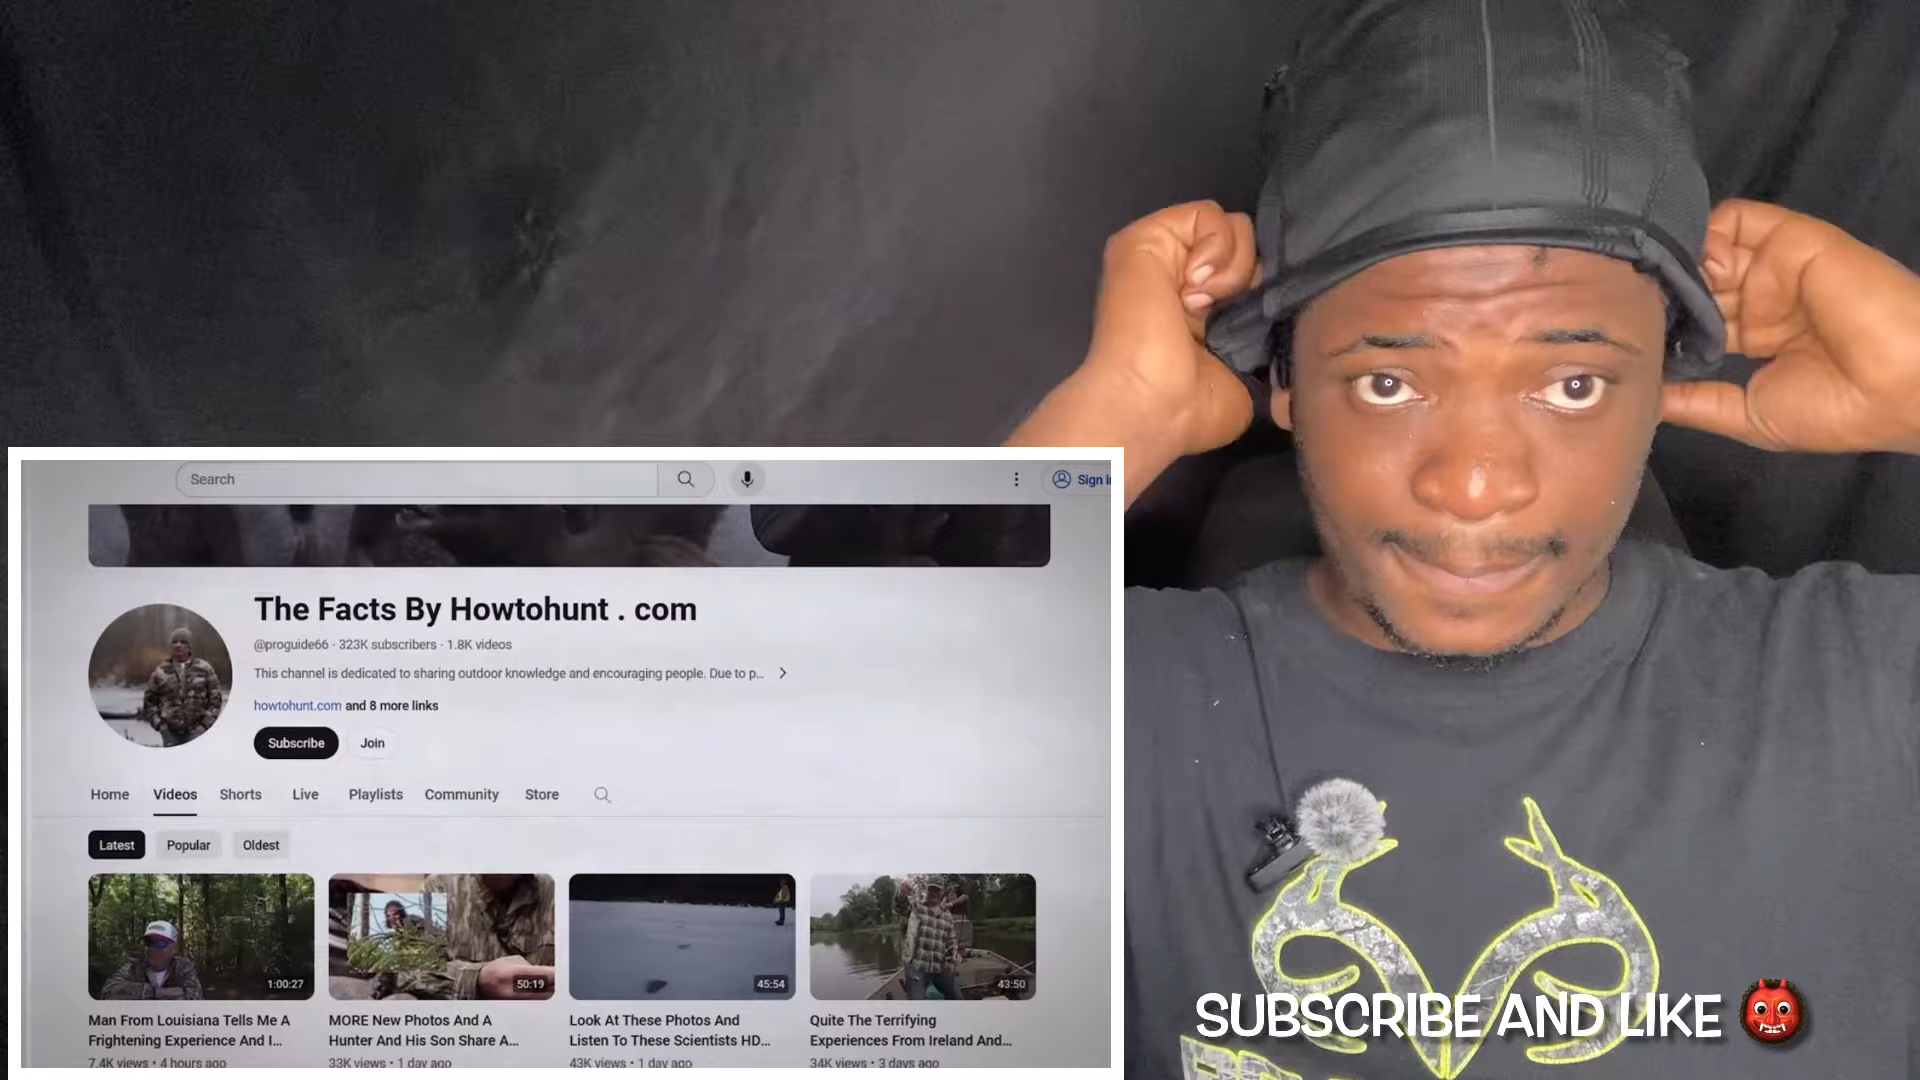 Search
Sign i
The Facts By Howtohunt . com
@proguide66 · 323K subscribers · 1.8K videos
This channel is dedicated to sharing outdoor knowledge and encouraging people. Due to p...
howtohunt.com and 8 more links
Subscribe
Join
Home
Videos
Shorts
Live
Playlists
Community
Store
Latest
Popular
Oldest
1:00:27
50:19
45:54
43:50
Man From Louisiana Tells Me A
Frightening Experience And I...
7.4K views • 4 hours ago
MORE New Photos And A
Hunter And His Son Share A...
33K views • 1 day ago
Look At These Photos And
Listen To These Scientists HD...
43K views • 1 day ago
Quite The Terrifying
Experiences From Ireland And...
34K views • 3 days ago
SUBSCRIBE AND LIKE